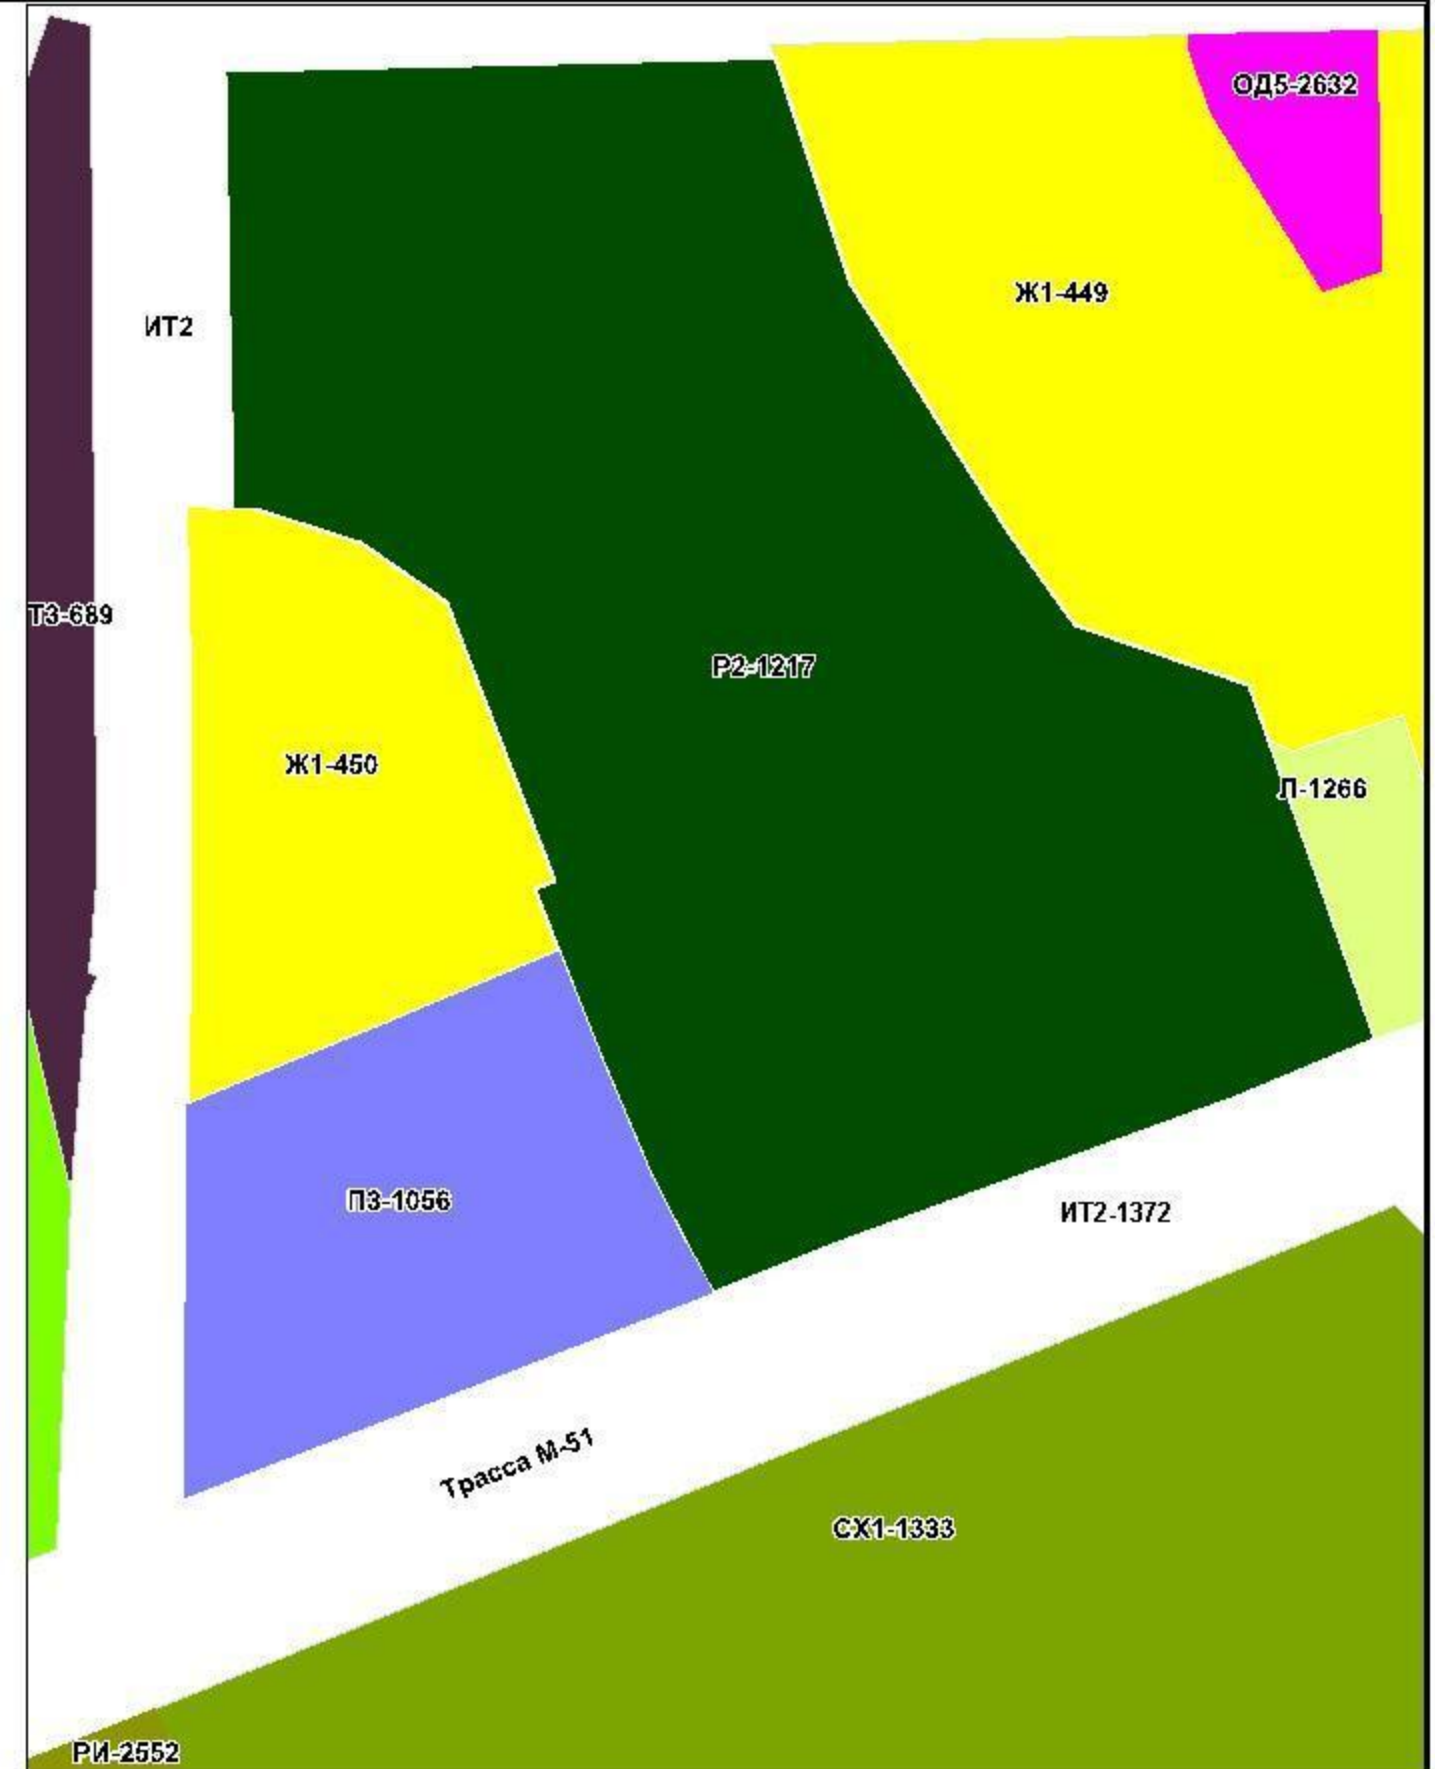 ОД5-2632
Ж1-449
ИТ2
Т3-689
Р2-1217
Ж1-450
Л-1266
П3-1056
ИТ2-1372
Трасса М-51
СХ1-1333
РИ-2552